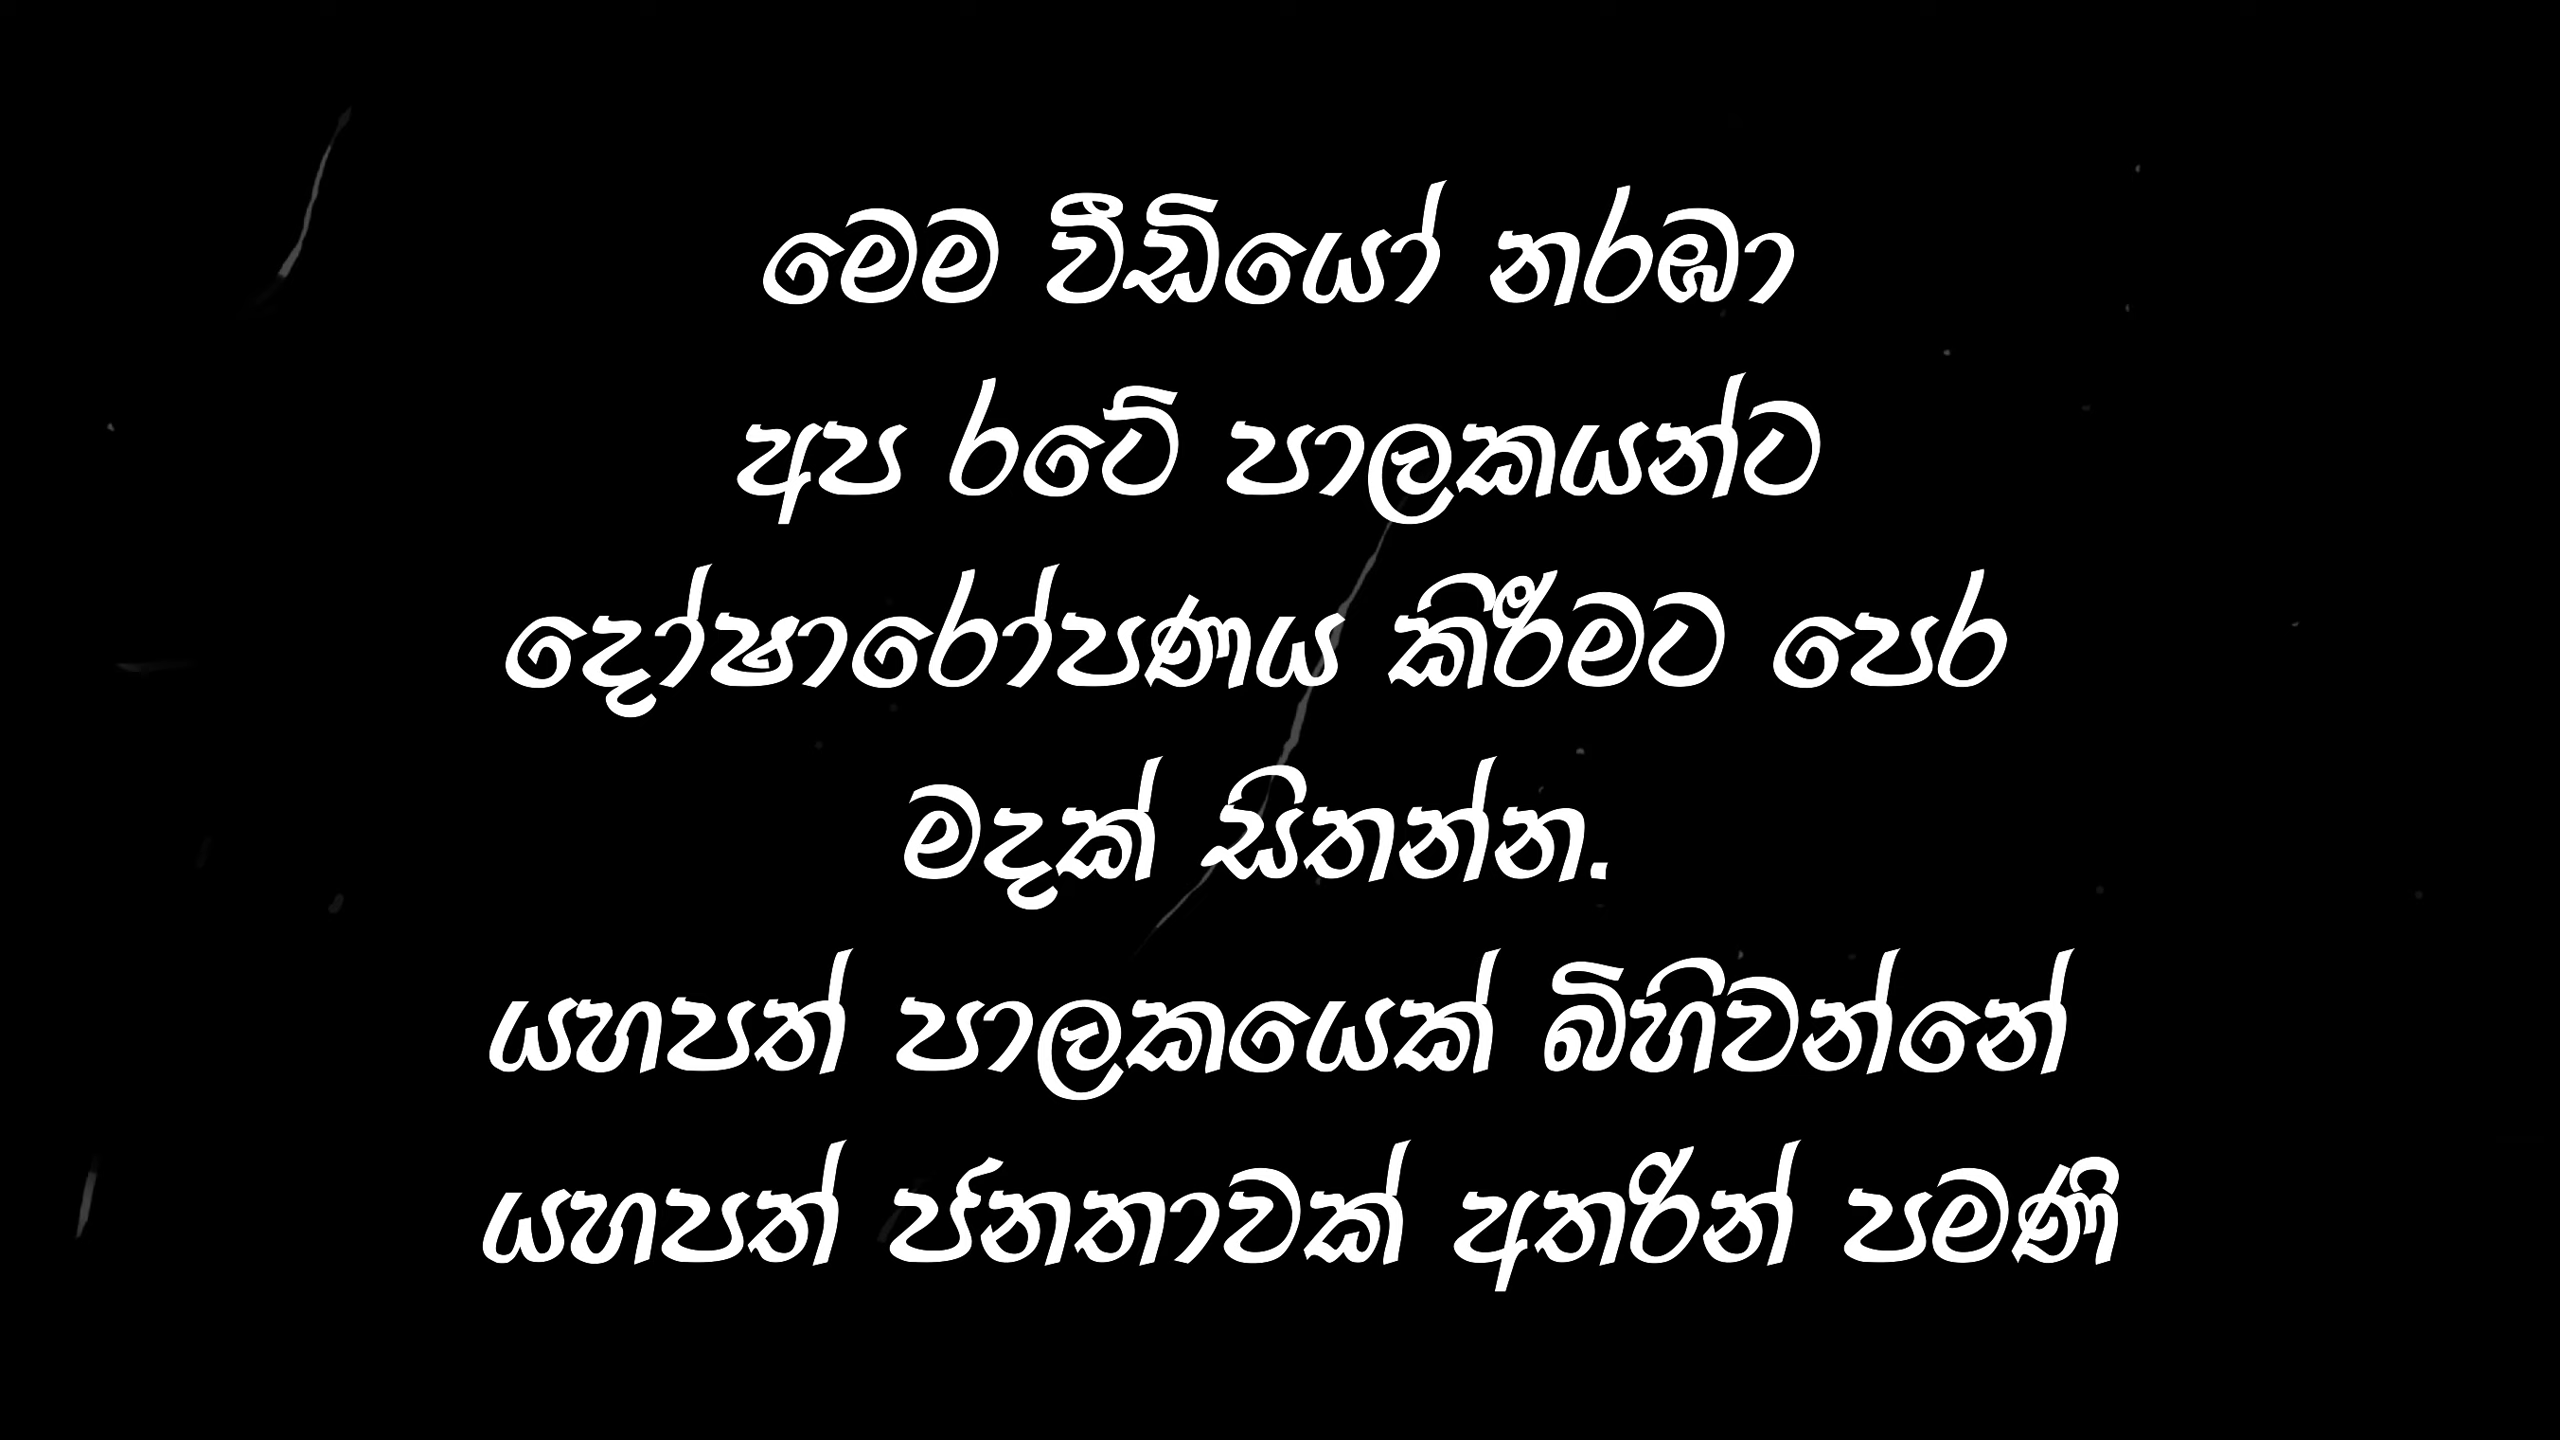 මෙම වීඩියෝ නරඹා
අප රටේ පාලකයන්ට
දෝෂාරෝපණය කිරීමට පෙර
මදක් සිතන්න.
යහපත් පාලකයෙක් බිහිවන්නේ
යහපත් ජනතාවක් අතරින් පමණි